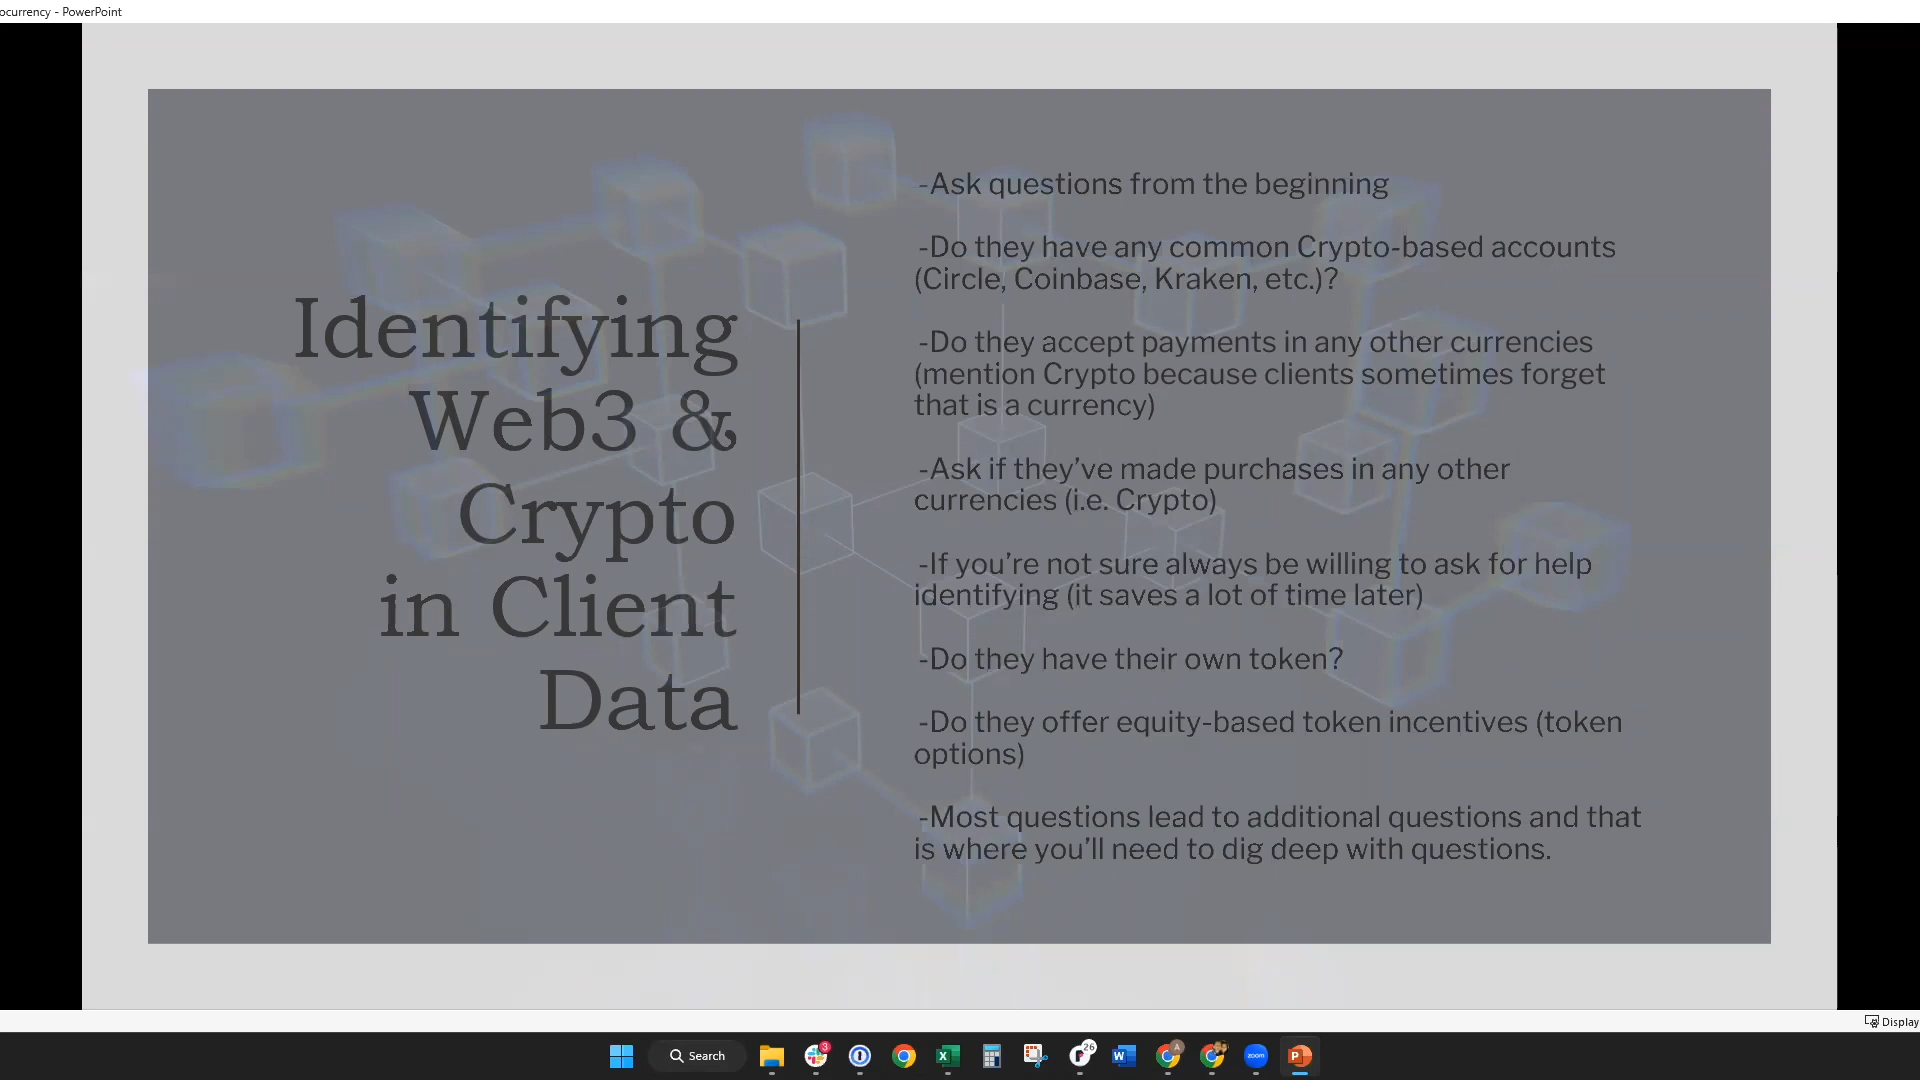 ocurrency - PowerPoint
Identifying
Web3 &
Crypto
in Client
Data
-Ask questions from the beginning
-Do they have any common Crypto-based accounts
(Circle, Coinbase, Kraken, etc.)?
-Do they accept payments in any other currencies
(mention Crypto because clients sometimes forget
that is a currency)
-Ask if they’ve made purchases in any other
currencies (i.e. Crypto)
-If you’re not sure always be willing to ask for help
identifying (it saves a lot of time later)
-Do they have their own token?
-Do they offer equity-based token incentives (token
options)
-Most questions lead to additional questions and that
is where you’ll need to dig deep with questions.
Display
Search
3
26
A
zoom